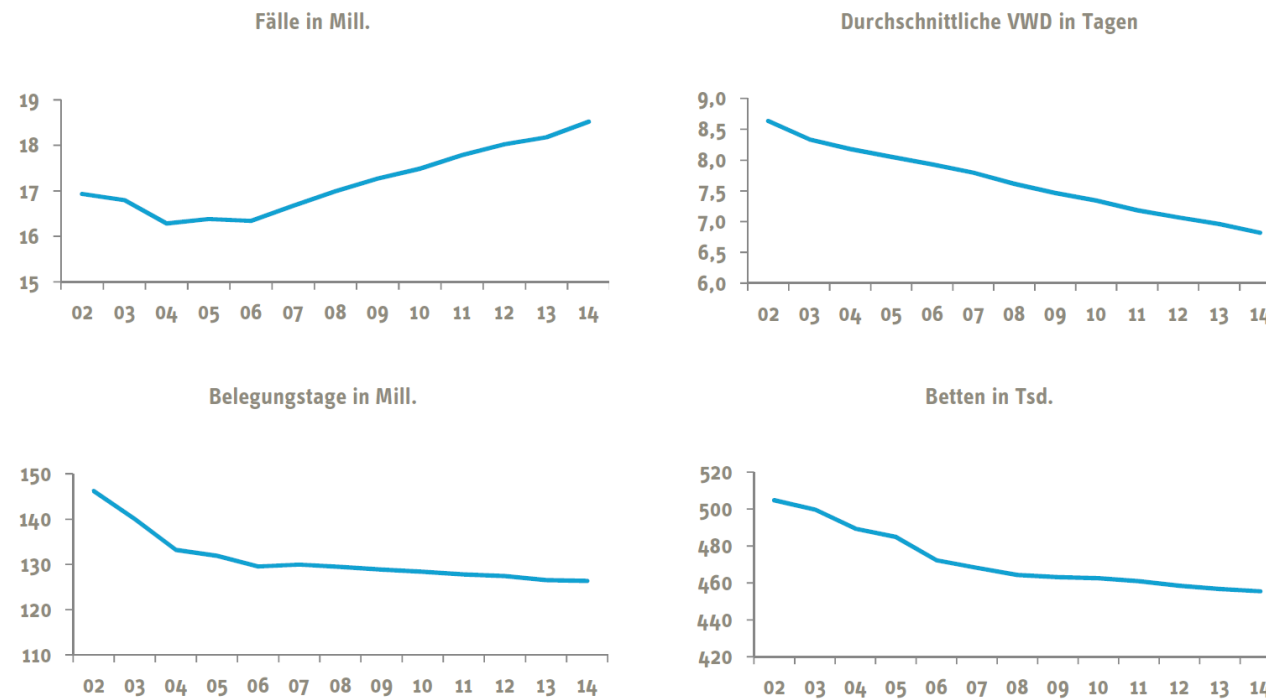 Fälle in Mill.
19
18
17
16
15
02 03 04 05 06 07 08 09 10 11 12 13 14
Durchschnittliche VWD in Tagen
9,0
8,5
8,0
7,5
7,0
6,5
6,0
02 03 04 05 06 07 08 09 10 11 12 13 14
Belegungstage in Mill.
150
140
130
120
110
02 03 04 05 06 07 08 09 10 11 12 13 14
Betten in Tsd.
520
500
480
460
440
420
02 03 04 05 06 07 08 09 10 11 12 13 14